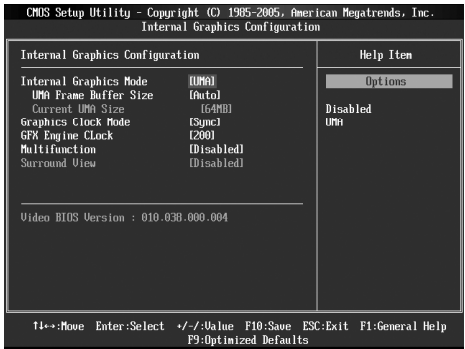 CMOS Setup Utility - Copyright (C) 1985-2005, American Megatrends, Inc.
Internal Graphics Configuration
Internal Graphics Configuration
Help Item
Internal Graphics Mode [UMA]
UMA Frame Buffer Size [Auto]
Current UMA Size [64MB]
Graphics Clock Mode [Sync]
GFX Engine CLock [200]
Multifunction [Disabled]
Surround View [Disabled]
Video BIOS Version : 010.038.000.004
Options
Disabled
UMA
↑↓←→:Move Enter:Select +/-/:Value F10:Save ESC:Exit F1:General Help
F9:Optimized Defaults